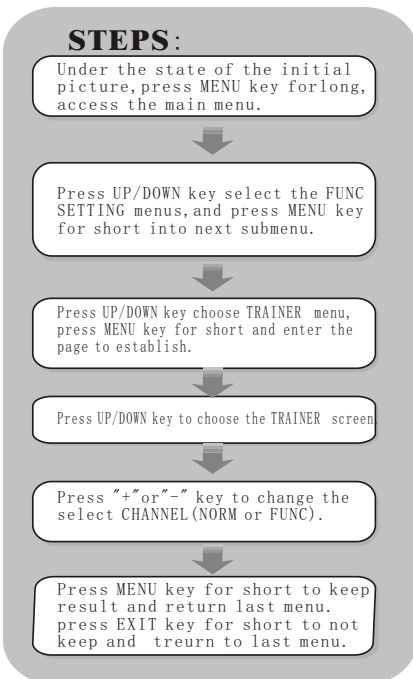 STEPS:
Under the state of the initial
picture,press MENU key forlong,
access the main menu.
Press UP/DOWN key select the FUNC
SETTING menus,and press MENU key
for short into next submenu.
Press UP/DOWN key choose TRAINER menu,
press MENU key for short and enter the
page to establish.
Press UP/DOWN key to choose the TRAINER screen
Press "+"or"-" key to change the
select CHANNEL(NORM or FUNC).
Press MENU key for short to keep
result and return last menu.
press EXIT key for short to not
keep and treurn to last menu.